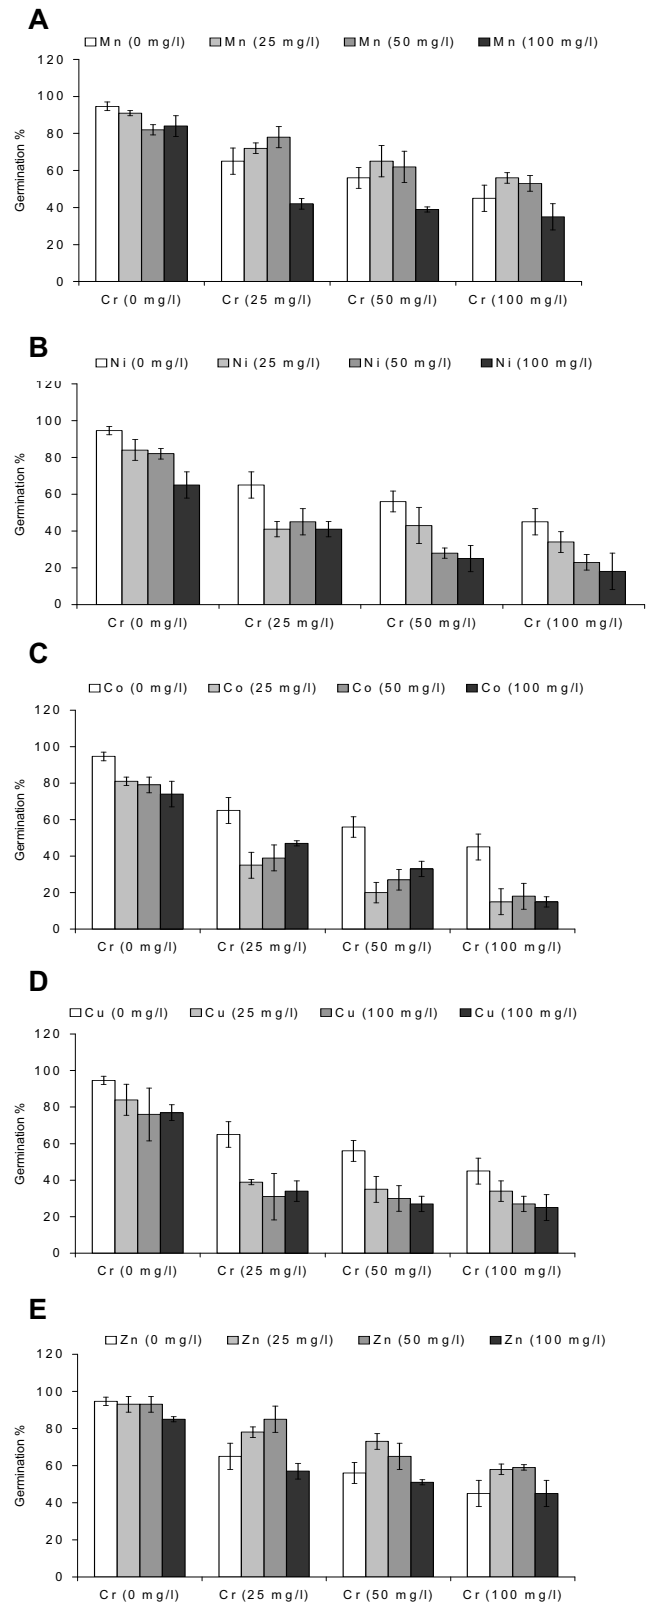 A
Mn (0 mg/l) Mn (25 mg/l) Mn (50 mg/l) Mn (100 mg/l)
120
100
80
60
40
20
0
Germination %
Cr (0 mg/l) Cr (25 mg/l) Cr (50 mg/l) Cr (100 mg/l)
B
Ni (0 mg/l) Ni (25 mg/l) Ni (50 mg/l) Ni (100 mg/l)
120
100
80
60
40
20
0
Germination %
Cr (0 mg/l) Cr (25 mg/l) Cr (50 mg/l) Cr (100 mg/l)
C
Co (0 mg/l) Co (25 mg/l) Co (50 mg/l) Co (100 mg/l)
120
100
80
60
40
20
0
Germination %
Cr (0 mg/l) Cr (25 mg/l) Cr (50 mg/l) Cr (100 mg/l)
D
Cu (0 mg/l) Cu (25 mg/l) Cu (100 mg/l) Cu (100 mg/l)
120
100
80
60
40
20
0
Germination %
Cr (0 mg/l) Cr (25 mg/l) Cr (50 mg/l) Cr (100 mg/l)
E
Zn (0 mg/l) Zn (25 mg/l) Zn (50 mg/l) Zn (100 mg/l)
120
100
80
60
40
20
0
Germination %
Cr (0 mg/l) Cr (25 mg/l) Cr (50 mg/l) Cr (100 mg/l)